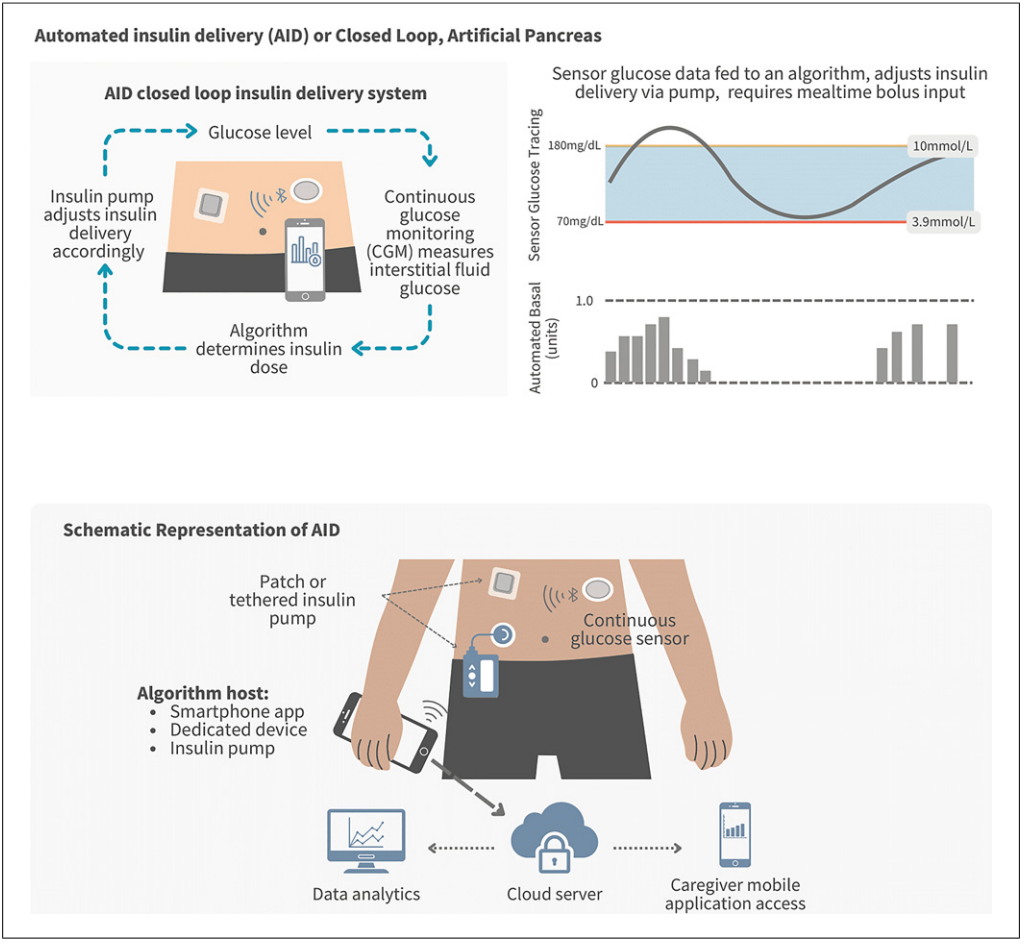 Automated insulin delivery (AID) or Closed Loop, Artificial Pancreas
AID closed loop insulin delivery system
Glucose level
Continuous
glucose
monitoring
(CGM) measures
interstitial fluid
glucose
Algorithm
determines insulin
dose
Insulin pump
adjusts insulin
delivery
accordingly
Sensor glucose data fed to an algorithm, adjusts insulin
delivery via pump, requires mealtime bolus input
Sensor Glucose Tracing
180mg/dL
10mmol/L
70mg/dL
3.9mmol/L
Automated Basal
(units)
1.0
0
Schematic Representation of AID
Patch or
tethered insulin
pump
Continuous
glucose sensor
Algorithm host:
• Smartphone app
• Dedicated device
• Insulin pump
Data analytics
Cloud server
Caregiver mobile
application access